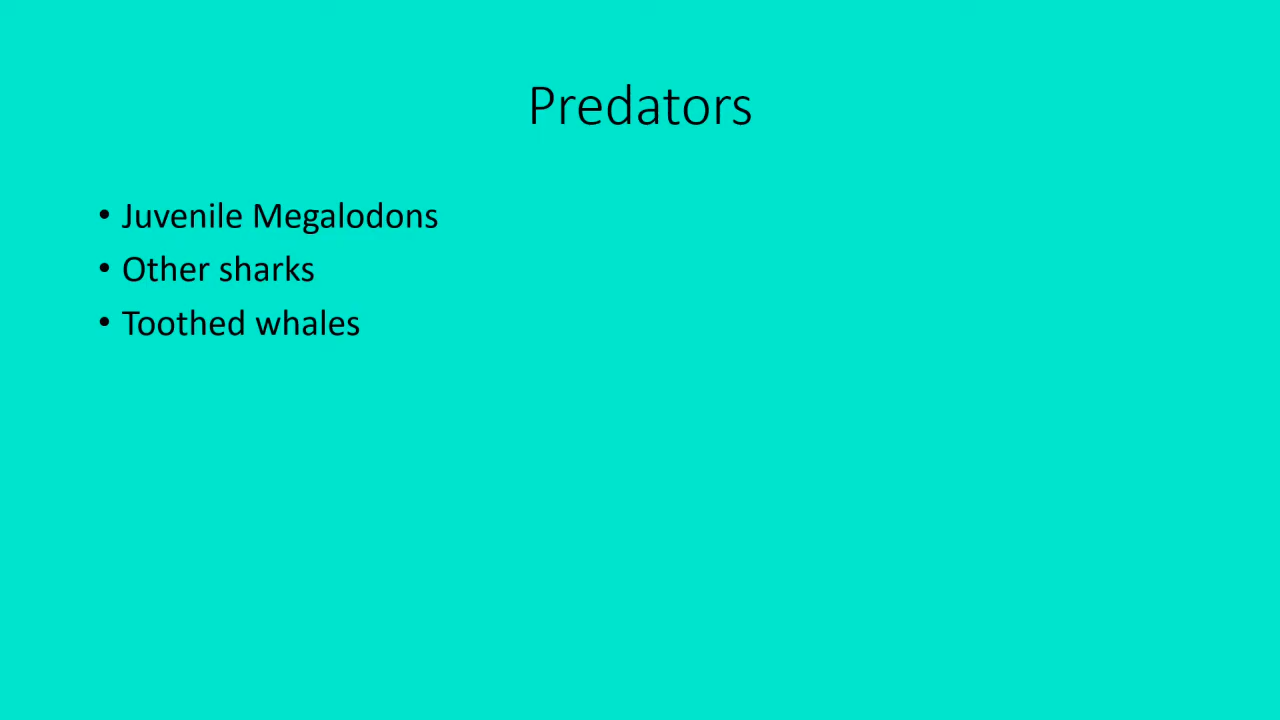 Predators
• Juvenile Megalodons
• Other sharks
• Toothed whales